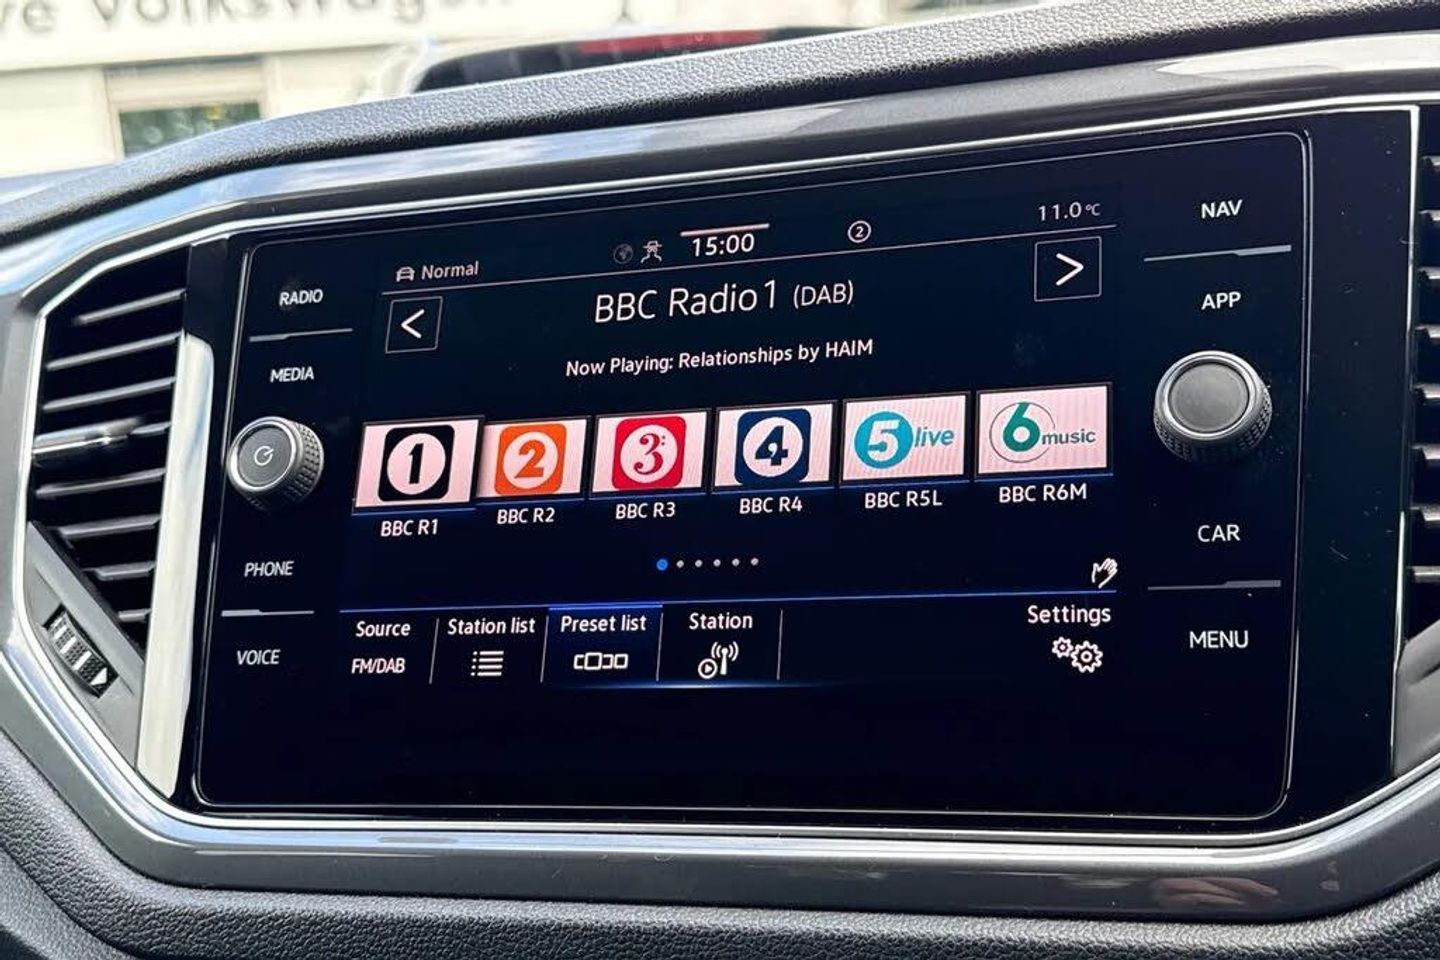 Volkswagen
RADIO
MEDIA
PHONE
VOICE
Normal
15:00
2
11.0°C
< BBC Radio 1 (DAB) >
Now Playing: Relationships by HAIM
1 2 3: 4 5 live 6 music
BBC R1 BBC R2 BBC R3 BBC R4 BBC R5L BBC R6M
Source Station list Preset list Station Settings
FM/DAB
NAV
APP
CAR
MENU